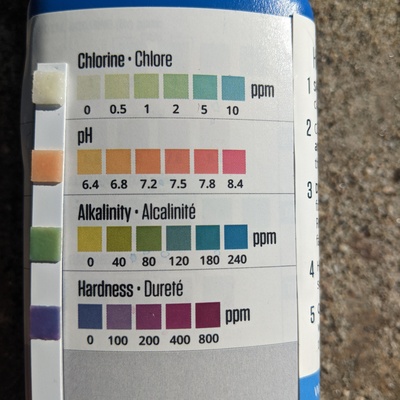 Chlorine · Chlore
ppm
0 0.5 1 2 5 10
pH
6.4 6.8 7.2 7.5 7.8 8.4
Alkalinity · Alcalinité
ppm
0 40 80 120 180 240
Hardness · Dureté
ppm
0 100 200 400 800
1
2
3
4
5